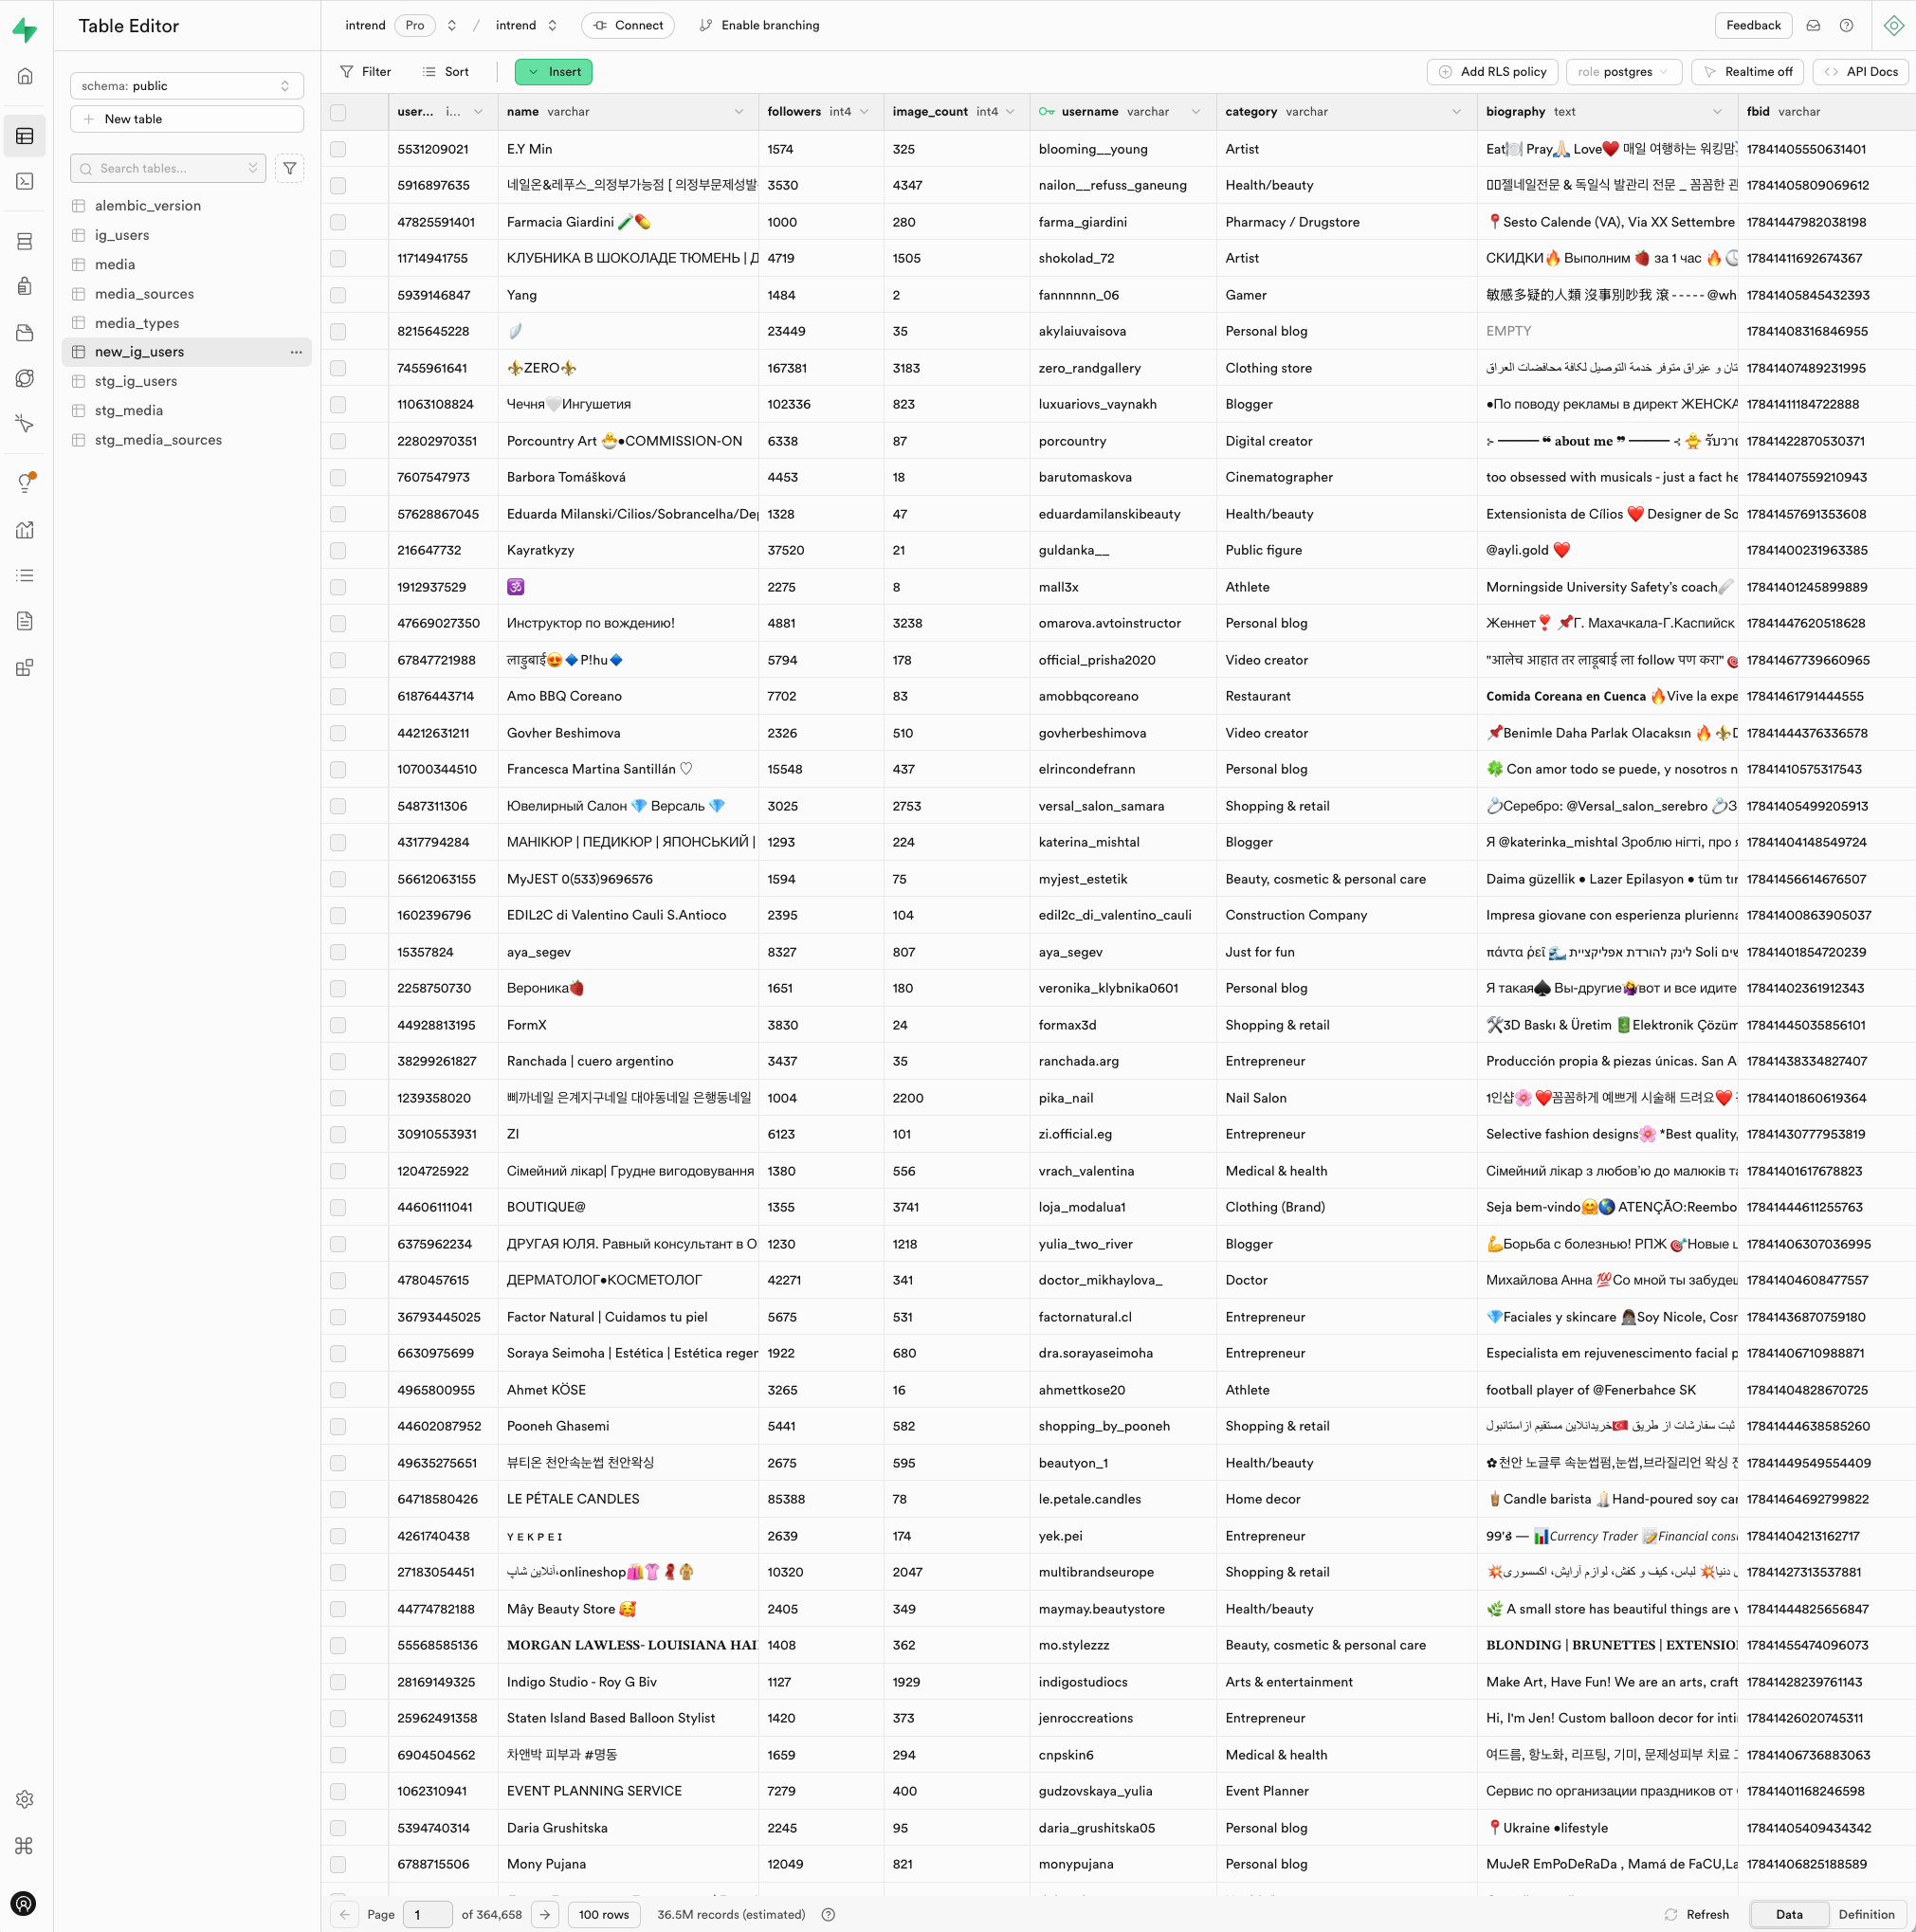 Table Editor
intrend Pro / intrend Connect Enable branching Feedback
schema: public
New table
Search tables...
alembic_version
ig_users
media
media_sources
media_types
new_ig_users
stg_ig_users
stg_media
stg_media_sources
Filter Sort Insert Add RLS policy role postgres Realtime off API Docs
user... i... name varchar followers int4 image_count int4 username varchar category varchar biography text fbid varchar
5531209021 E.Y Min 1574 325 blooming__young Artist Eat🍽️ Pray🙏🏻 Love♥️ 매일 여행하는 워킹맘 17841405550631401
5916897635 네일온&레푸스_의정부가능점 [ 의정부문제성발 3530 4347 nailon__refuss_ganeung Health/beauty 젤네일전문 & 독일식 발관리 전문 _ 꼼꼼한 관 17841405809069612
47825591401 Farmacia Giardini 🧪💊 1000 280 farma_giardini Pharmacy / Drugstore 📍Sesto Calende (VA), Via XX Settembre 17841447982038198
11714941755 КЛУБНИКА В ШОКОЛАДЕ ТЮМЕНЬ | Д 4719 1505 shokolad_72 Artist СКИДКИ🔥 Выполним 🍓 за 1 час 🔥 17841411692674367
5939146847 Yang 1484 2 fannnnnn_06 Gamer 敏感多疑的人類 沒事別吵我 滾 - - - - - @wh 17841405845432393
8215645228 🪽 23449 35 akylaiuvaisova Personal blog EMPTY 17841408316846955
7455961641 ⚜️ZERO⚜️ 167381 3183 zero_randgallery Clothing store تان و عێراق متوفر خدمة التوصيل لكافة محافضات العراق 17841407489231995
11063108824 Чечня🤍Ингушетия 102336 823 luxuariovs_vaynakh Blogger •По поводу рекламы в директ ЖЕНСКА 17841411184722888
22802970351 Porcountry Art 🐣•COMMISSION-ON 6338 87 porcountry Digital creator ⊱ ──── ❝ about me ❞ ──── ⊰ 🐥 รับวาด 17841422870530371
7607547973 Barbora Tomášková 4453 18 barutomaskova Cinematographer too obsessed with musicals - just a fact he 17841407559210943
57628867045 Eduarda Milanski/Cílios/Sobrancelha/Dep 1328 47 eduardamilanskibeauty Health/beauty Extensionista de Cílios ❤️ Designer de So 17841457691353608
216647732 Kayratkyzy 37520 21 guldanka__ Public figure @ayli.gold ❤️ 17841400231963385
1912937529 🕉️ 2275 8 mall3x Athlete Morningside University Safety’s coach 17841401245899889
47669027350 Инструктор по вождению! 4881 3238 omarova.avtoinstructor Personal blog Женнет❣️ 📌Г. Махачкала-Г.Каспийск 17841447620518628
67847721988 लाडुबाई😍🔷P!hu🔷 5794 178 official_prisha2020 Video creator "आलेच आहात तर लाडूबाई ला follow पण करा" 🎯 17841467739660965
61876443714 Amo BBQ Coreano 7702 83 amobbqcoreano Restaurant Comida Coreana en Cuenca 🔥Vive la expe 17841461791444555
44212631211 Govher Beshimova 2326 510 govherbeshimova Video creator 📌Benimle Daha Parlak Olacaksın 🔥 ⚜️D 17841444376336578
10700344510 Francesca Martina Santillán ♡ 15548 437 elrincondefrann Personal blog 🍀 Con amor todo se puede, y nosotros n 17841410575317543
5487311306 Ювелирный Салон 💎 Версаль 💎 3025 2753 versal_salon_samara Shopping & retail 💍Серебро: @Versal_salon_serebro 💍З 17841405499205913
4317794284 МАНІКЮР | ПЕДИКЮР | ЯПОНСЬКИЙ | 1293 224 katerina_mishtal Blogger Я @katerinka_mishtal Зроблю нігті, про я 17841404148549724
56612063155 MyJEST 0(533)9696576 1594 75 myjest_estetik Beauty, cosmetic & personal care Daima güzellik • Lazer Epilasyon • tüm tır 17841456614676507
1602396796 EDIL2C di Valentino Cauli S.Antioco 2395 104 edil2c_di_valentino_cauli Construction Company Impresa giovane con esperienza plurienna 17841400863905037
15357824 aya_segev 8327 807 aya_segev Just for fun πάντα ῥεῖ 🌊 לינק להורדת אפליקציית Soli שים 17841401854720239
2258750730 Вероника🍓 1651 180 veronika_klybnika0601 Personal blog Я такая♠️ Вы-другие🤷‍♀️вот и все идите 17841402361912343
44928813195 FormX 3830 24 formax3d Shopping & retail 🛠️3D Baskı & Üretim 🔋Elektronik Çözüm 17841445035856101
38299261827 Ranchada | cuero argentino 3437 35 ranchada.arg Entrepreneur Producción propia & piezas únicas. San A 17841438334827407
1239358020 삐까네일 은계지구네일 대야동네일 은행동네일 1004 2200 pika_nail Nail Salon 1인샵🌸 ❤️꼼꼼하게 예쁘게 시술해 드려요❤️ 17841401860619364
30910553931 ZI 6123 101 zi.official.eg Entrepreneur Selective fashion designs🌸 *Best quality, 17841430777953819
1204725922 Сімейний лікар| Грудне вигодовування 1380 556 vrach_valentina Medical & health Сімейний лікар з любов’ю до малюків та 17841401617678823
44606111041 BOUTIQUE@ 1355 3741 loja_modalua1 Clothing (Brand) Seja bem-vindo🤗🌎 ATENÇÃO:Reembo 17841444611255763
6375962234 ДРУГАЯ ЮЛЯ. Равный консультант в О 1230 1218 yulia_two_river Blogger 💪Борьба с болезнью! РПЖ 🎯Новые ц 17841406307036995
4780457615 ДЕРМАТОЛОГ•КОСМЕТОЛОГ 42271 341 doctor_mikhaylova_ Doctor Михайлова Анна 💯Со мной ты забудеш 17841404608477557
36793445025 Factor Natural | Cuidamos tu piel 5675 531 factornatural.cl Entrepreneur 💎Faciales y skincare 👩🏿‍💻Soy Nicole, Cosm 17841436870759180
6630975699 Soraya Seimoha | Estética | Estética reger 1922 680 dra.sorayaseimoha Entrepreneur Especialista em rejuvenescimento facial p 17841406710988871
4965800955 Ahmet KÖSE 3265 16 ahmettkose20 Athlete football player of @Fenerbahce SK 17841404828670725
44602087952 Pooneh Ghasemi 5441 582 shopping_by_pooneh Shopping & retail خریدانلاین مستقیم ازاستانبول🇹🇷 ثبت سفارشات از طریق 17841444638585260
49635275651 뷰티온 천안속눈썹 천안왁싱 2675 595 beautyon_1 Health/beauty ✿천안 노글루 속눈썹펌,눈썹,브라질리언 왁싱 전 17841449549554409
64718580426 LE PÉTALE CANDLES 85388 78 le.petale.candles Home decor 🧋Candle barista 🕯️Hand-poured soy can 17841464692799822
4261740438 ʏ ᴇ ᴋ ᴘ ᴇ ɪ 2639 174 yek.pei Entrepreneur — 📊Currency Trader 📝Financial consu 17841404213162717
27183054451 آنلاین شاپ،onlineshop🛍️👚🧣🧥 10320 2047 multibrandseurope Shopping & retail 💥لباس، کیف و کفش، لوازم آرایش، اکسسوری 💥دنیا 17841427313537881
44774782188 Mây Beauty Store 🥰 2405 349 maymay.beautystore Health/beauty 🌿 A small store has beautiful things are w 17841444825656847
55568585136 MORGAN LAWLESS- LOUISIANA HAI 1408 362 mo.stylezzz Beauty, cosmetic & personal care BLONDING | BRUNETTES | EXTENSIO 17841455474096073
28169149325 Indigo Studio - Roy G Biv 1127 1929 indigostudiocs Arts & entertainment Make Art, Have Fun! We are an arts, craft 17841428239761143
25962491358 Staten Island Based Balloon Stylist 1420 373 jenroccreations Entrepreneur Hi, I'm Jen! Custom balloon decor for inti 17841426020745311
6904504562 차앤박 피부과 #명동 1659 294 cnpskin6 Medical & health 여드름, 항노화, 리프팅, 기미, 문제성피부 치료 17841406736883063
1062310941 EVENT PLANNING SERVICE 7279 400 gudzovskaya_yulia Event Planner Сервис по организации праздников от 17841401168246598
5394740314 Daria Grushitska 2245 95 daria_grushitska05 Personal blog 📍Ukraine •lifestyle 17841405409434342
6788715506 Mony Pujana 12049 821 monypujana Personal blog MuJeR EmPoDeRaDa , Mamá de FaCU,La 17841406825188589
Page 1 of 364,658 100 rows 36.5M records (estimated) Refresh Data Definition